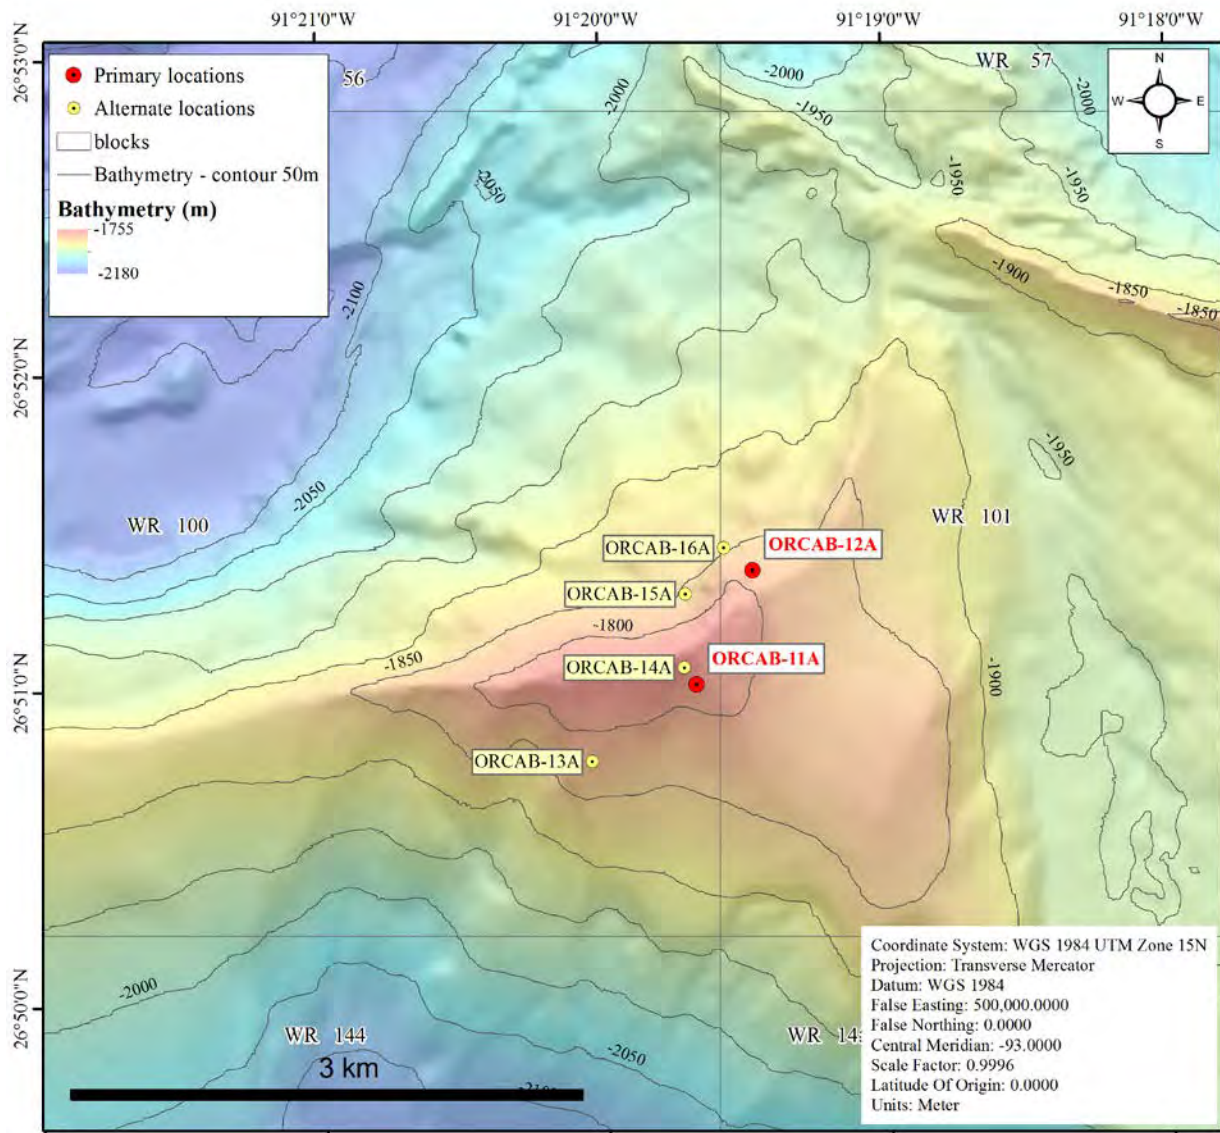 91°21'0"W
91°20'0"W
91°19'0"W
91°18'0"W
26°53'0"N
26°52'0"N
26°51'0"N
26°50'0"N
Primary locations
Alternate locations
blocks
Bathymetry - contour 50m
Bathymetry (m)
-1755
-2180
56
WR 57
N
W E
S
-2000
-2000
-1950
-2000
-2050
-1950
-1950
-2100
-1900
-1850
-1850
-1950
-2050
WR 100
WR 101
ORCAB-16A
ORCAB-12A
ORCAB-15A
-1800
-1850
ORCAB-14A
ORCAB-11A
-1900
ORCAB-13A
-2000
WR 144
WR
-2050
3 km
Coordinate System: WGS 1984 UTM Zone 15N
Projection: Transverse Mercator
Datum: WGS 1984
False Easting: 500,000.0000
False Northing: 0.0000
Central Meridian: -93.0000
Scale Factor: 0.9996
Latitude Of Origin: 0.0000
Units: Meter